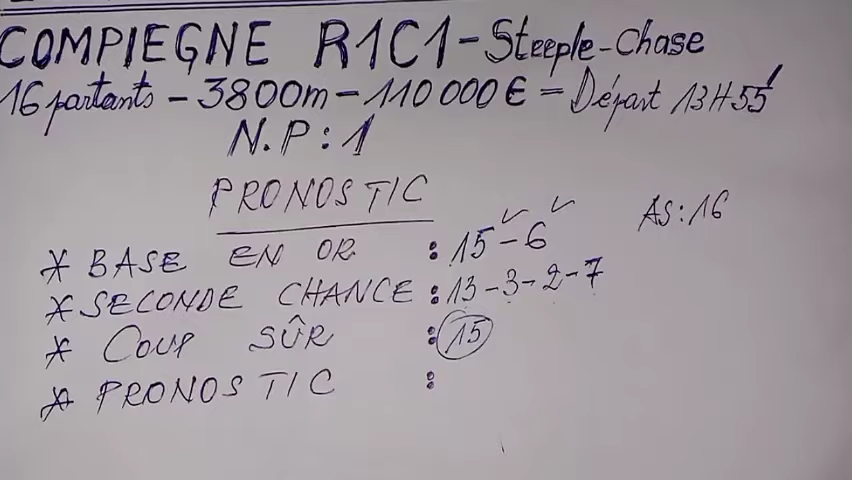 COMPIEGNE R1C1-Steeple-Chase
16 partants - 3800m - 110 000€ = Départ 13H55'
N.P : 1
PRONOSTIC
AS : 16
* BASE EN OR : 15 - 6
* SECONDE CHANCE : 13 - 3 - 2 - 7
* COUP SÛR : 15
* PRONOSTIC :